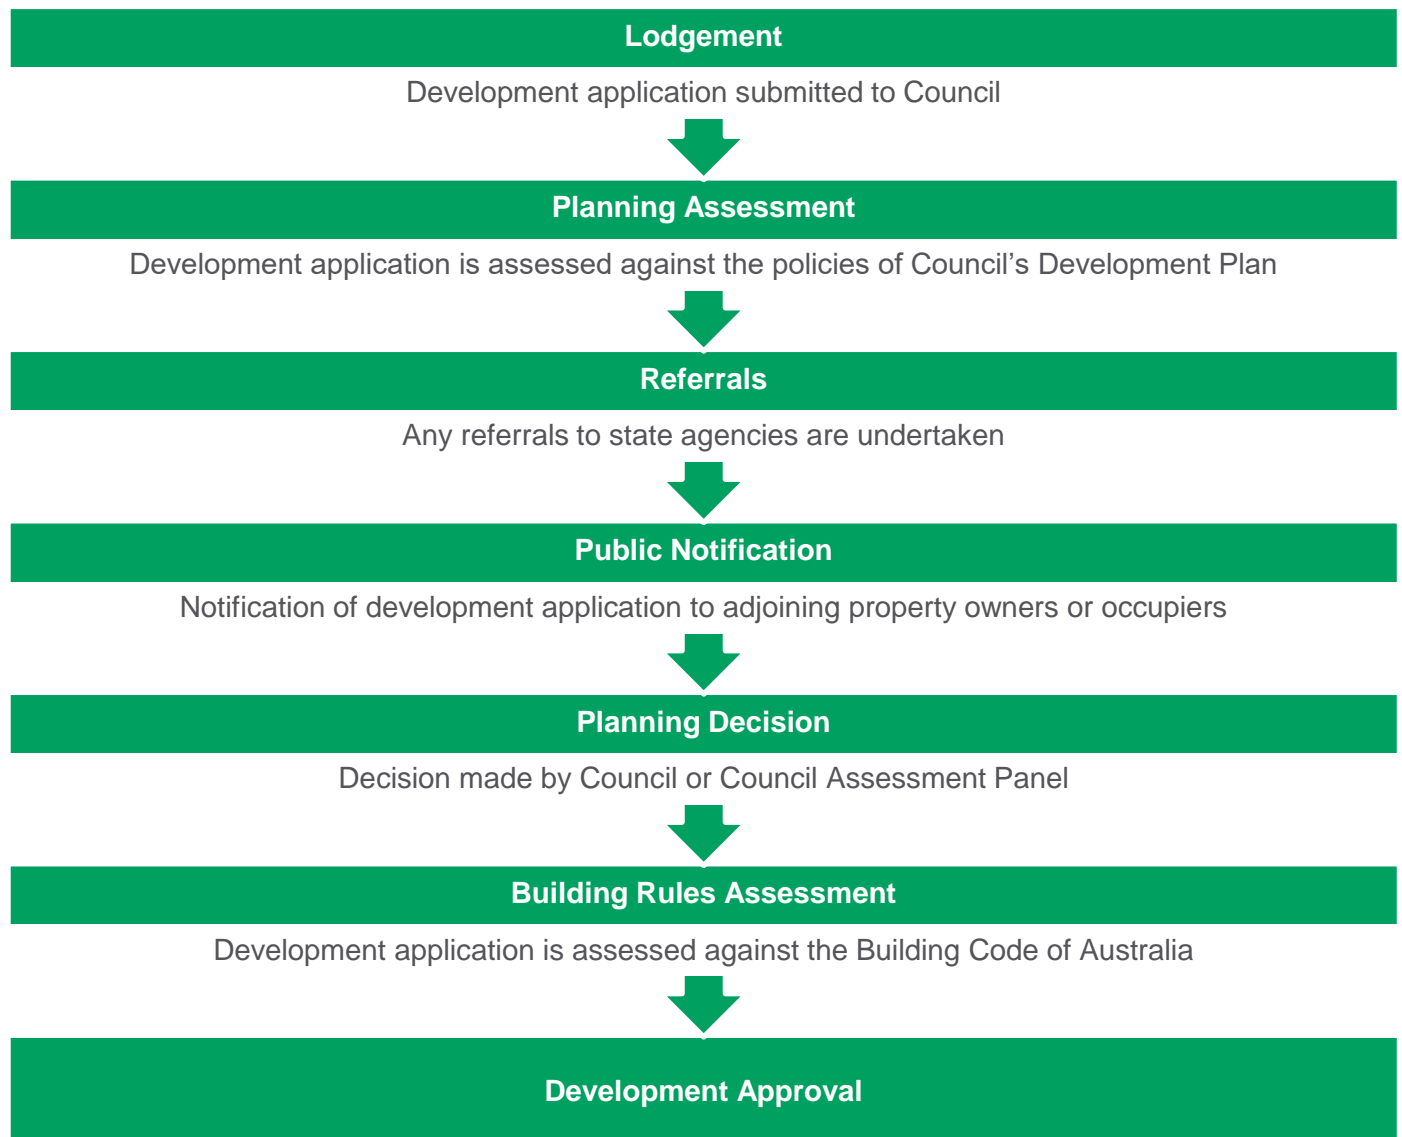 Lodgement
Development application submitted to Council
Planning Assessment
Development application is assessed against the policies of Council’s Development Plan
Referrals
Any referrals to state agencies are undertaken
Public Notification
Notification of development application to adjoining property owners or occupiers
Planning Decision
Decision made by Council or Council Assessment Panel
Building Rules Assessment
Development application is assessed against the Building Code of Australia
Development Approval